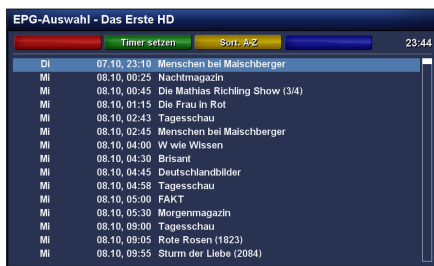 EPG-Auswahl - Das Erste HD
Timer setzen Sort. A-Z 23:44
Di 07.10, 23:10 Menschen bei Maischberger
Mi 08.10, 00:25 Nachtmagazin
Mi 08.10, 00:45 Die Mathias Richling Show (3/4)
Mi 08.10, 01:15 Die Frau in Rot
Mi 08.10, 02:43 Tagesschau
Mi 08.10, 02:45 Menschen bei Maischberger
Mi 08.10, 04:00 W wie Wissen
Mi 08.10, 04:30 Brisant
Mi 08.10, 04:45 Deutschlandbilder
Mi 08.10, 04:58 Tagesschau
Mi 08.10, 05:00 FAKT
Mi 08.10, 05:30 Morgenmagazin
Mi 08.10, 09:00 Tagesschau
Mi 08.10, 09:05 Rote Rosen (1823)
Mi 08.10, 09:55 Sturm der Liebe (2084)